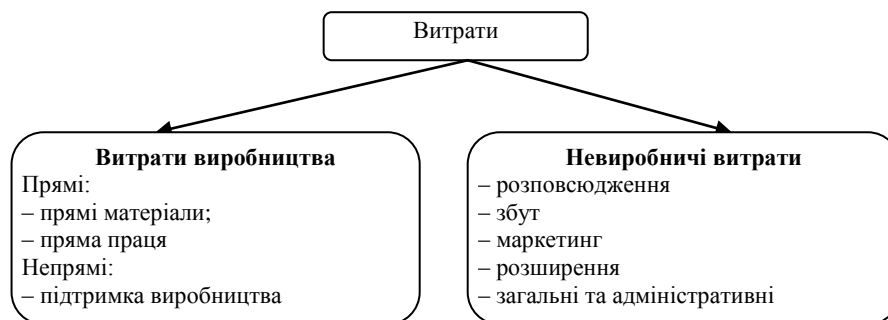 Витрати
Витрати виробництва
Прямі:
– прямі матеріали;
– пряма праця
Непрямі:
– підтримка виробництва
Невиробничі витрати
– розповсюдження
– збут
– маркетинг
– розширення
– загальні та адміністративні